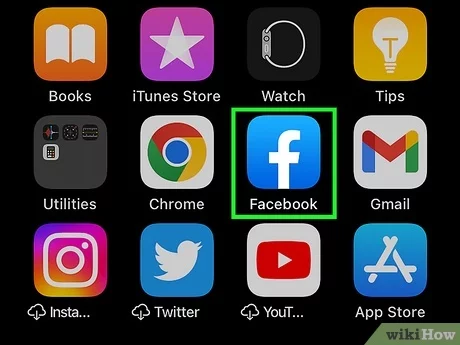 Books
iTunes Store
Watch
Tips
Utilities
Chrome
Facebook
Gmail
Insta...
Twitter
YouT...
App Store
wikiHow